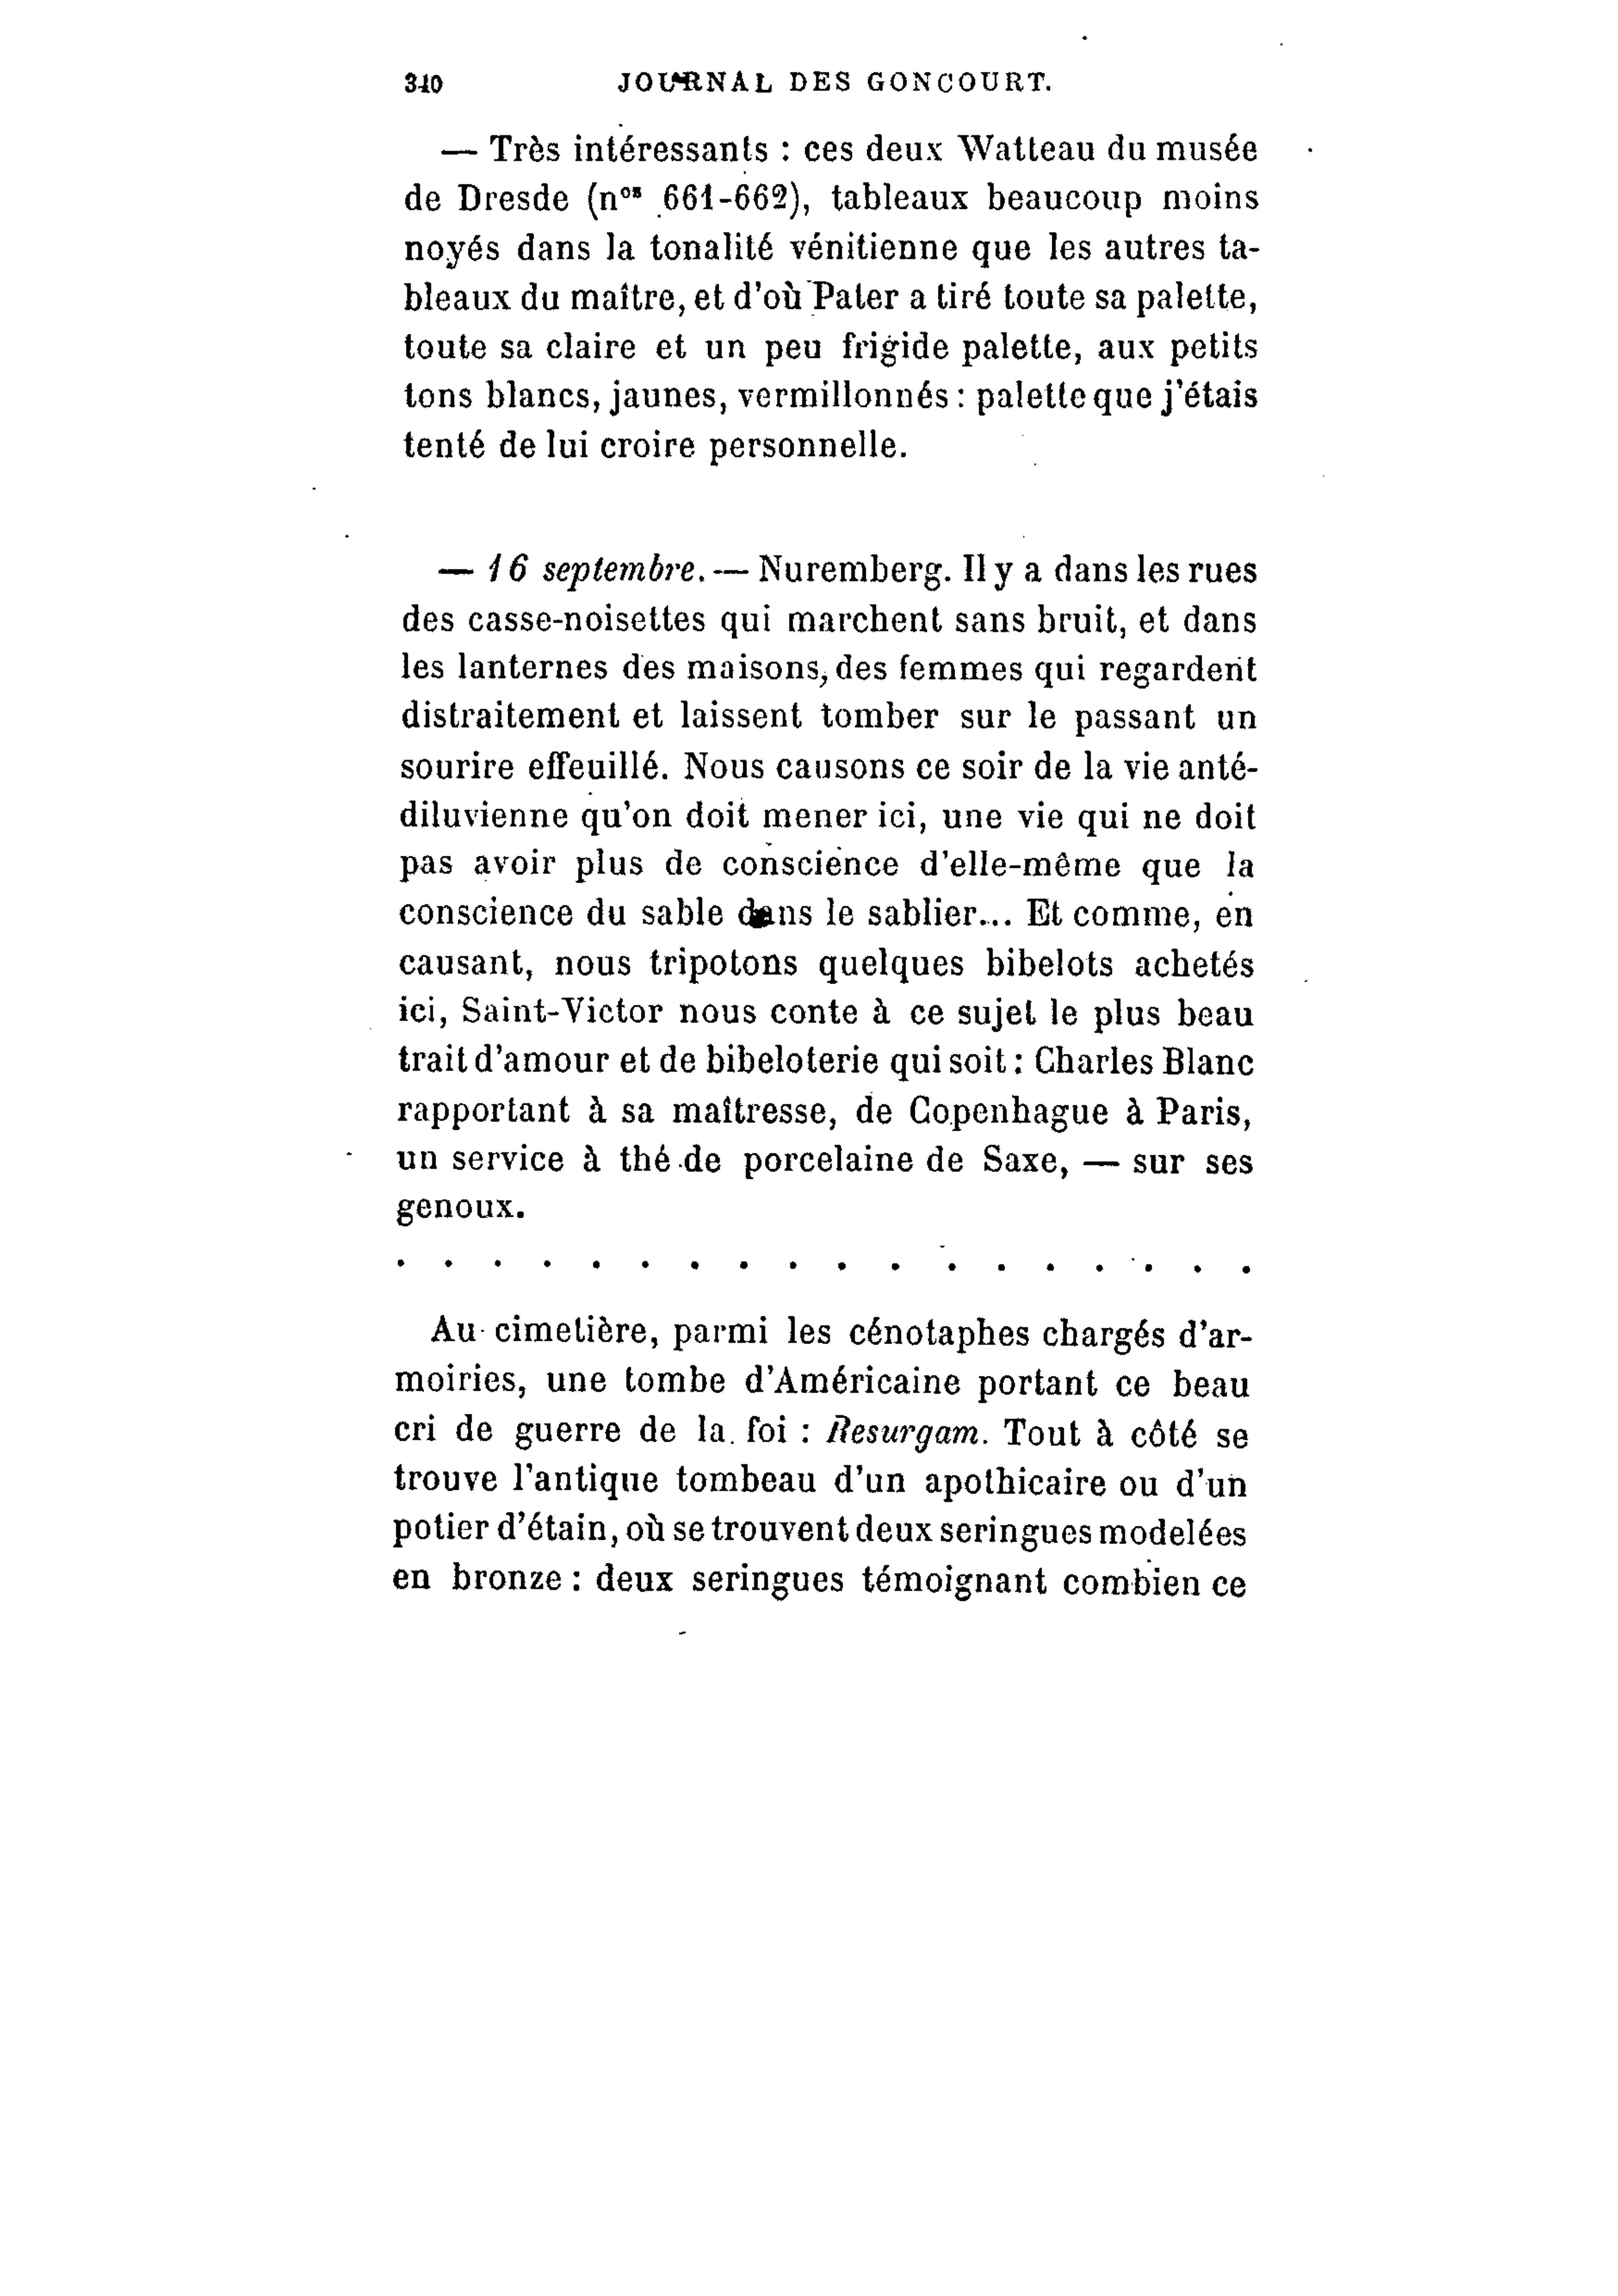 340 JOURNAL DES GONCOURT.
— Très intéressants : ces deux Watteau du musée
de Dresde (nos 661-662), tableaux beaucoup moins
noyés dans la tonalité vénitienne que les autres ta-
bleaux du maître, et d'où Pater a tiré toute sa palette,
toute sa claire et un peu frigide palette, aux petits
tons blancs, jaunes, vermillonnés : palette que j'étais
tenté de lui croire personnelle.
— 16 septembre. — Nuremberg. Il y a dans les rues
des casse-noisettes qui marchent sans bruit, et dans
les lanternes des maisons, des femmes qui regardent
distraitement et laissent tomber sur le passant un
sourire effeuillé. Nous causons ce soir de la vie anté-
diluvienne qu'on doit mener ici, une vie qui ne doit
pas avoir plus de conscience d'elle-même que la
conscience du sable dans le sablier... Et comme, en
causant, nous tripotons quelques bibelots achetés
ici, Saint-Victor nous conte à ce sujet le plus beau
trait d'amour et de bibeloterie qui soit : Charles Blanc
rapportant à sa maîtresse, de Copenhague à Paris,
un service à thé de porcelaine de Saxe, — sur ses
genoux.
. . . . . . . . . . . . . . . . . .
Au cimetière, parmi les cénotaphes chargés d'ar-
moiries, une tombe d'Américaine portant ce beau
cri de guerre de la foi : Resurgam. Tout à côté se
trouve l'antique tombeau d'un apothicaire ou d'un
potier d'étain, où se trouvent deux seringues modelées
en bronze : deux seringues témoignant combien ce